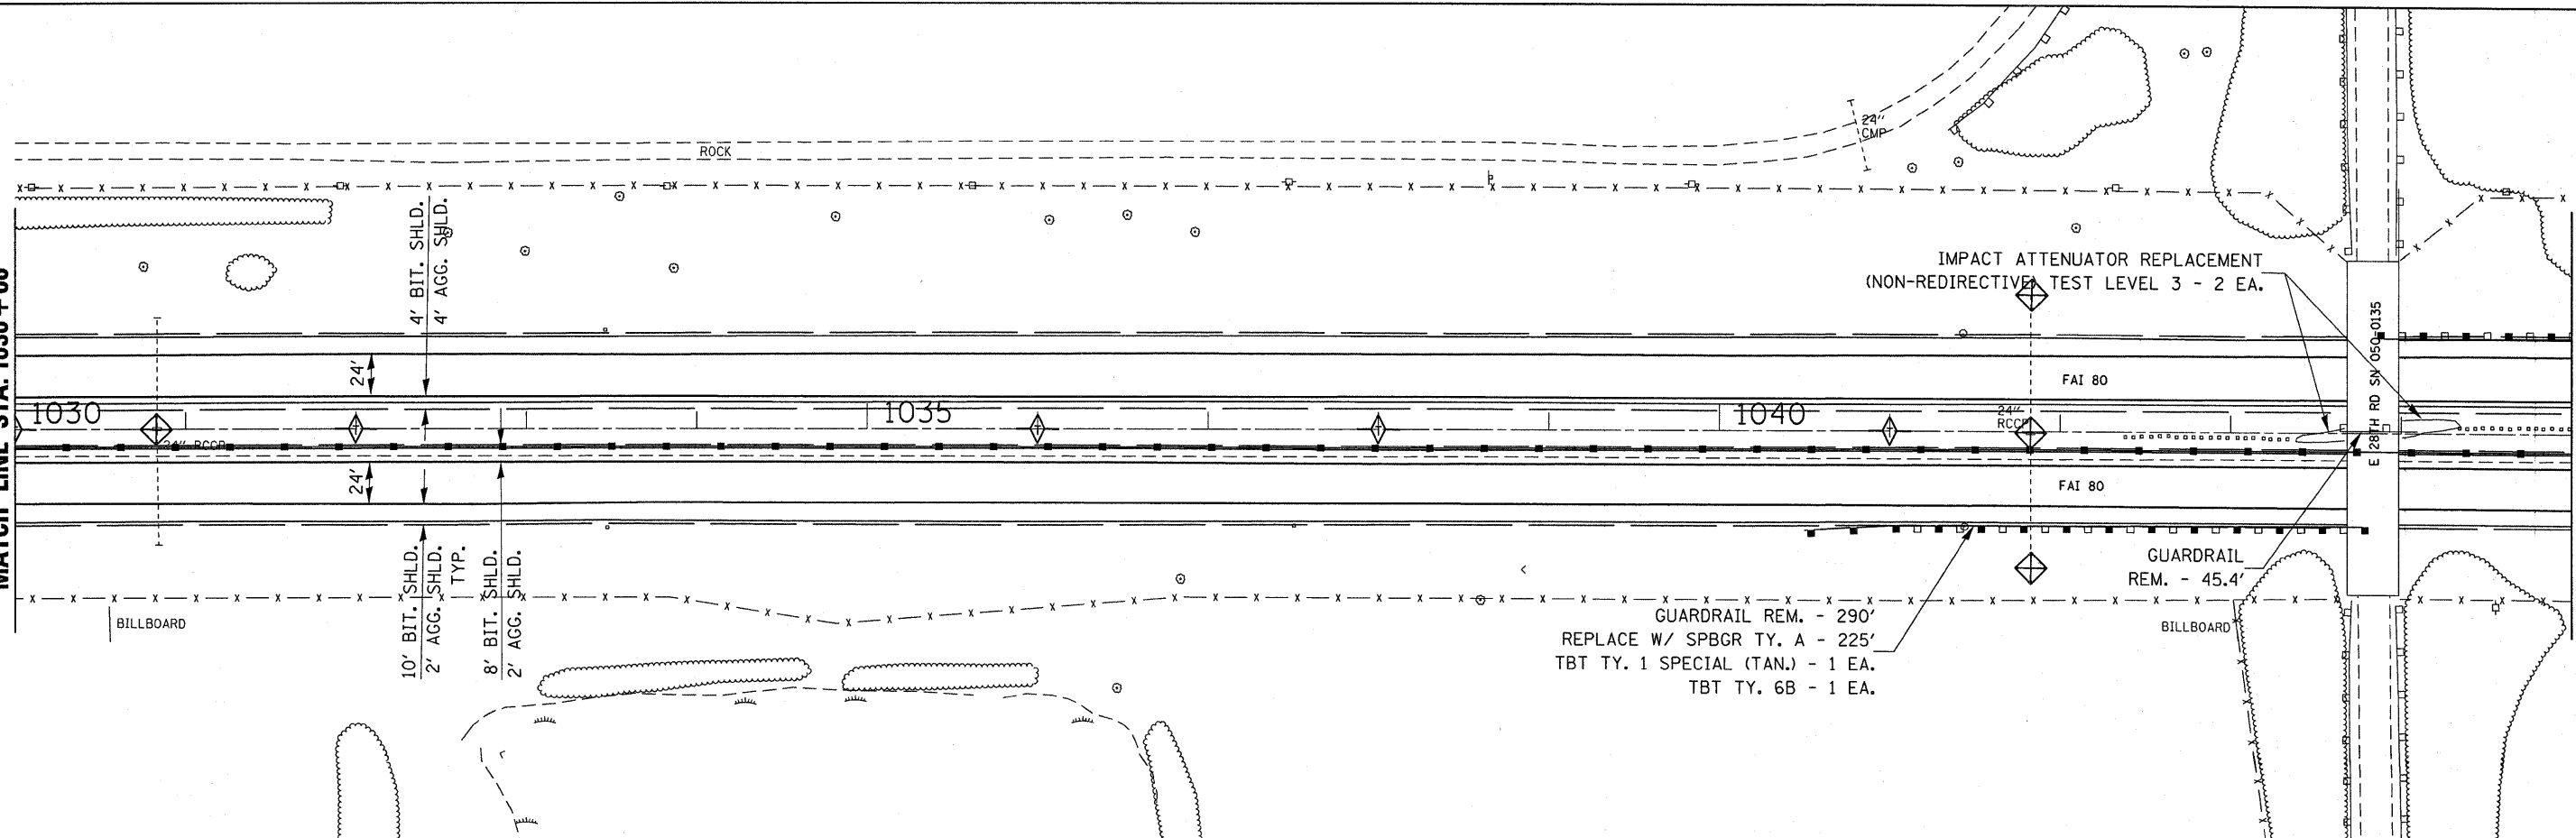 ROCK
24"
CMP
4' BIT. SHLD.
4' AGG. SHLD.
IMPACT ATTENUATOR REPLACEMENT
(NON-REDIRECTIVE) TEST LEVEL 3 - 2 EA.
E 28TH RD SN 050-0135
24'
FAI 80
1030
1035
1040
24"
RCCP
24" RCCP
24'
FAI 80
10' BIT. SHLD.
2' AGG. SHLD.
TYP.
8' BIT. SHLD.
2' AGG. SHLD.
GUARDRAIL
REM. - 45.4'
BILLBOARD
GUARDRAIL REM. - 290'
REPLACE W/ SPBGR TY. A - 225'
TBT TY. 1 SPECIAL (TAN.) - 1 EA.
TBT TY. 6B - 1 EA.
BILLBOARD